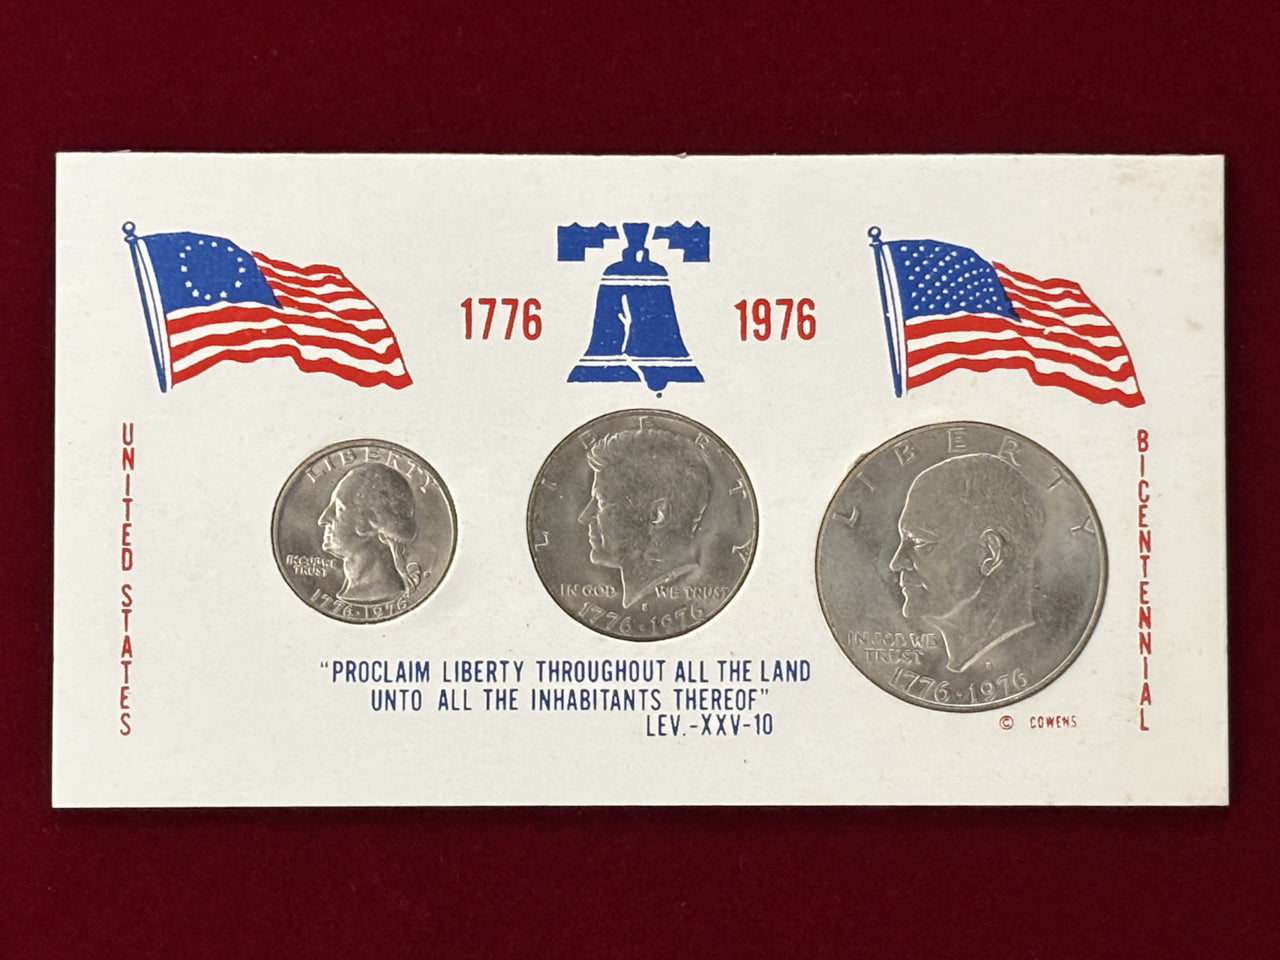 1776
1976
UNITED STATES
BICENTENNIAL
LIBERTY
IN GOD WE
TRUST
1776·1976
LIBERTY
IN GOD WE TRUST
1776·1976
LIBERTY
IN GOD WE
TRUST
1776·1976
"PROCLAIM LIBERTY THROUGHOUT ALL THE LAND
UNTO ALL THE INHABITANTS THEREOF"
LEV.-XXV-10
© COWENS